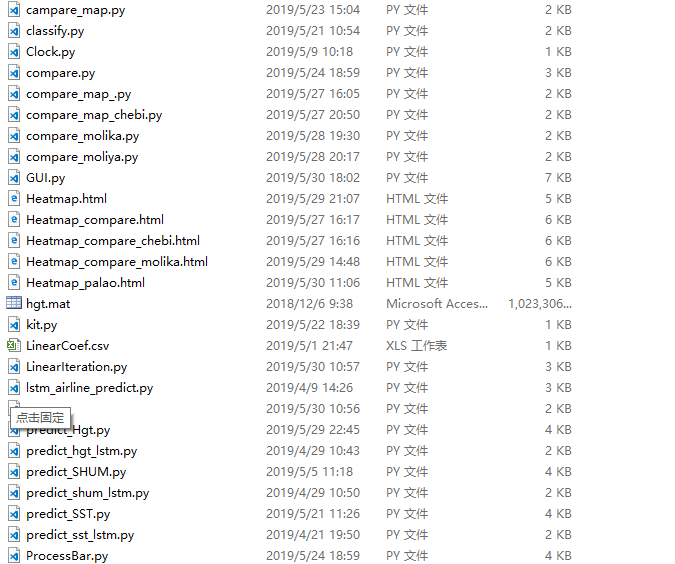 campare_map.py 2019/5/23 15:04 PY 文件 2 KB
classify.py 2019/5/21 10:54 PY 文件 2 KB
Clock.py 2019/5/9 10:18 PY 文件 1 KB
compare.py 2019/5/24 18:59 PY 文件 3 KB
compare_map_.py 2019/5/27 16:05 PY 文件 2 KB
compare_map_chebi.py 2019/5/27 20:50 PY 文件 2 KB
compare_molika.py 2019/5/28 19:30 PY 文件 2 KB
compare_moliya.py 2019/5/28 20:17 PY 文件 2 KB
GUI.py 2019/5/30 18:02 PY 文件 7 KB
Heatmap.html 2019/5/29 21:07 HTML 文件 5 KB
Heatmap_compare.html 2019/5/27 16:17 HTML 文件 6 KB
Heatmap_compare_chebi.html 2019/5/27 16:16 HTML 文件 6 KB
Heatmap_compare_molika.html 2019/5/29 14:48 HTML 文件 6 KB
Heatmap_palao.html 2019/5/30 11:06 HTML 文件 5 KB
hgt.mat 2018/12/6 9:38 Microsoft Acces... 1,023,306...
kit.py 2019/5/22 18:39 PY 文件 1 KB
LinearCoef.csv 2019/5/1 21:47 XLS 工作表 1 KB
LinearIteration.py 2019/5/30 10:57 PY 文件 3 KB
lstm_airline_predict.py 2019/4/9 14:26 PY 文件 3 KB
点击固定 2019/5/30 10:56 PY 文件 2 KB
predict_Hgt.py 2019/5/29 22:45 PY 文件 4 KB
predict_hgt_lstm.py 2019/4/29 10:43 PY 文件 2 KB
predict_SHUM.py 2019/5/5 11:18 PY 文件 4 KB
predict_shum_lstm.py 2019/4/29 10:50 PY 文件 2 KB
predict_SST.py 2019/5/21 11:26 PY 文件 4 KB
predict_sst_lstm.py 2019/4/21 19:50 PY 文件 2 KB
ProcessBar.py 2019/5/24 18:59 PY 文件 4 KB